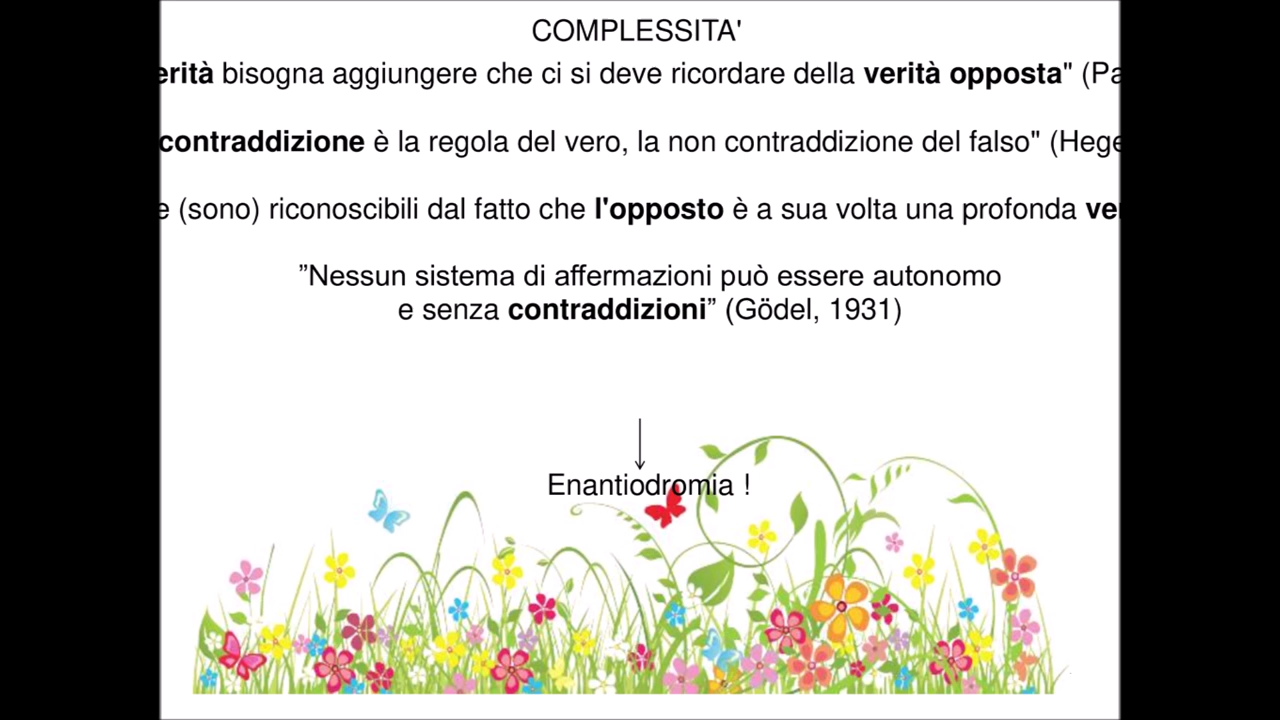 COMPLESSITA'
erità bisogna aggiungere che ci si deve ricordare della verità opposta" (Pa
contraddizione è la regola del vero, la non contraddizione del falso" (Hege
e (sono) riconoscibili dal fatto che l'opposto è a sua volta una profonda ve
”Nessun sistema di affermazioni può essere autonomo
e senza contraddizioni” (Gödel, 1931)
Enantiodromia !